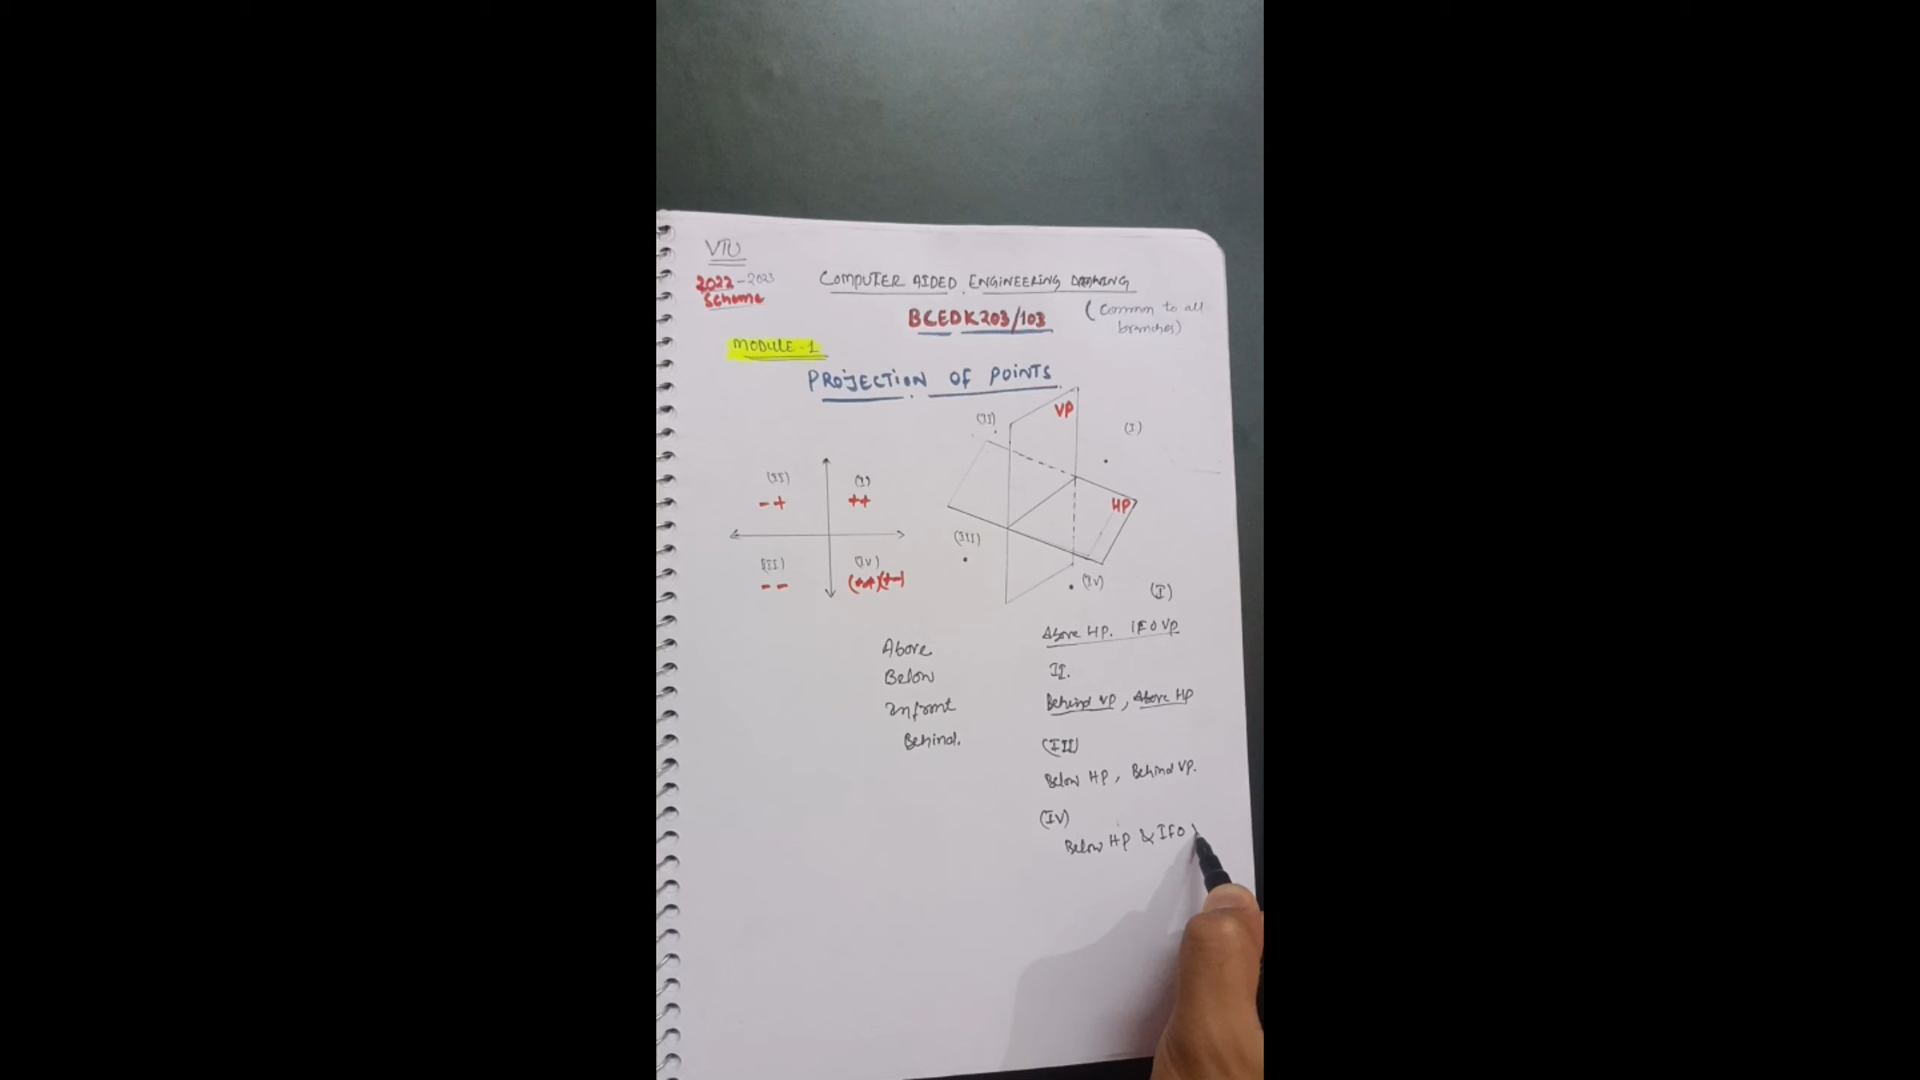 VTU
2022-2023
Scheme
COMPUTER AIDED ENGINEERING DRAWING
BCEDK203/103
(Common to all
branches)
MODULE-1
PROJECTION OF POINTS
VP
(II)
(I)
HP
(III)
(IV)
(II)
(I)
-+
++
(III)
(IV)
--
(+-)
(I)
Above HP. IFO VP
II.
Behind VP, Above HP
(III)
Below HP, Behind VP.
(IV)
Below HP & IFO
Above
Below
Infront
Behind.